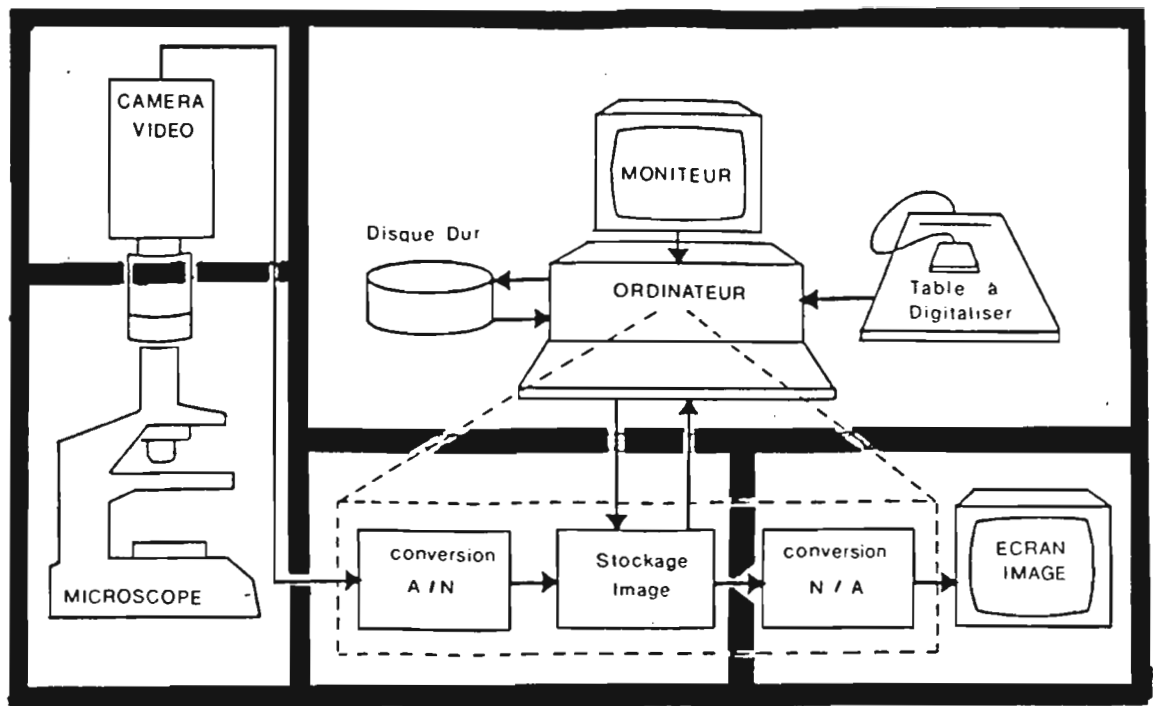 CAMERA
VIDEO
MONITEUR
Disque Dur
ORDINATEUR
Table à
Digitaliser
MICROSCOPE
conversion
A / N
Stockage
Image
conversion
N / A
ECRAN
IMAGE